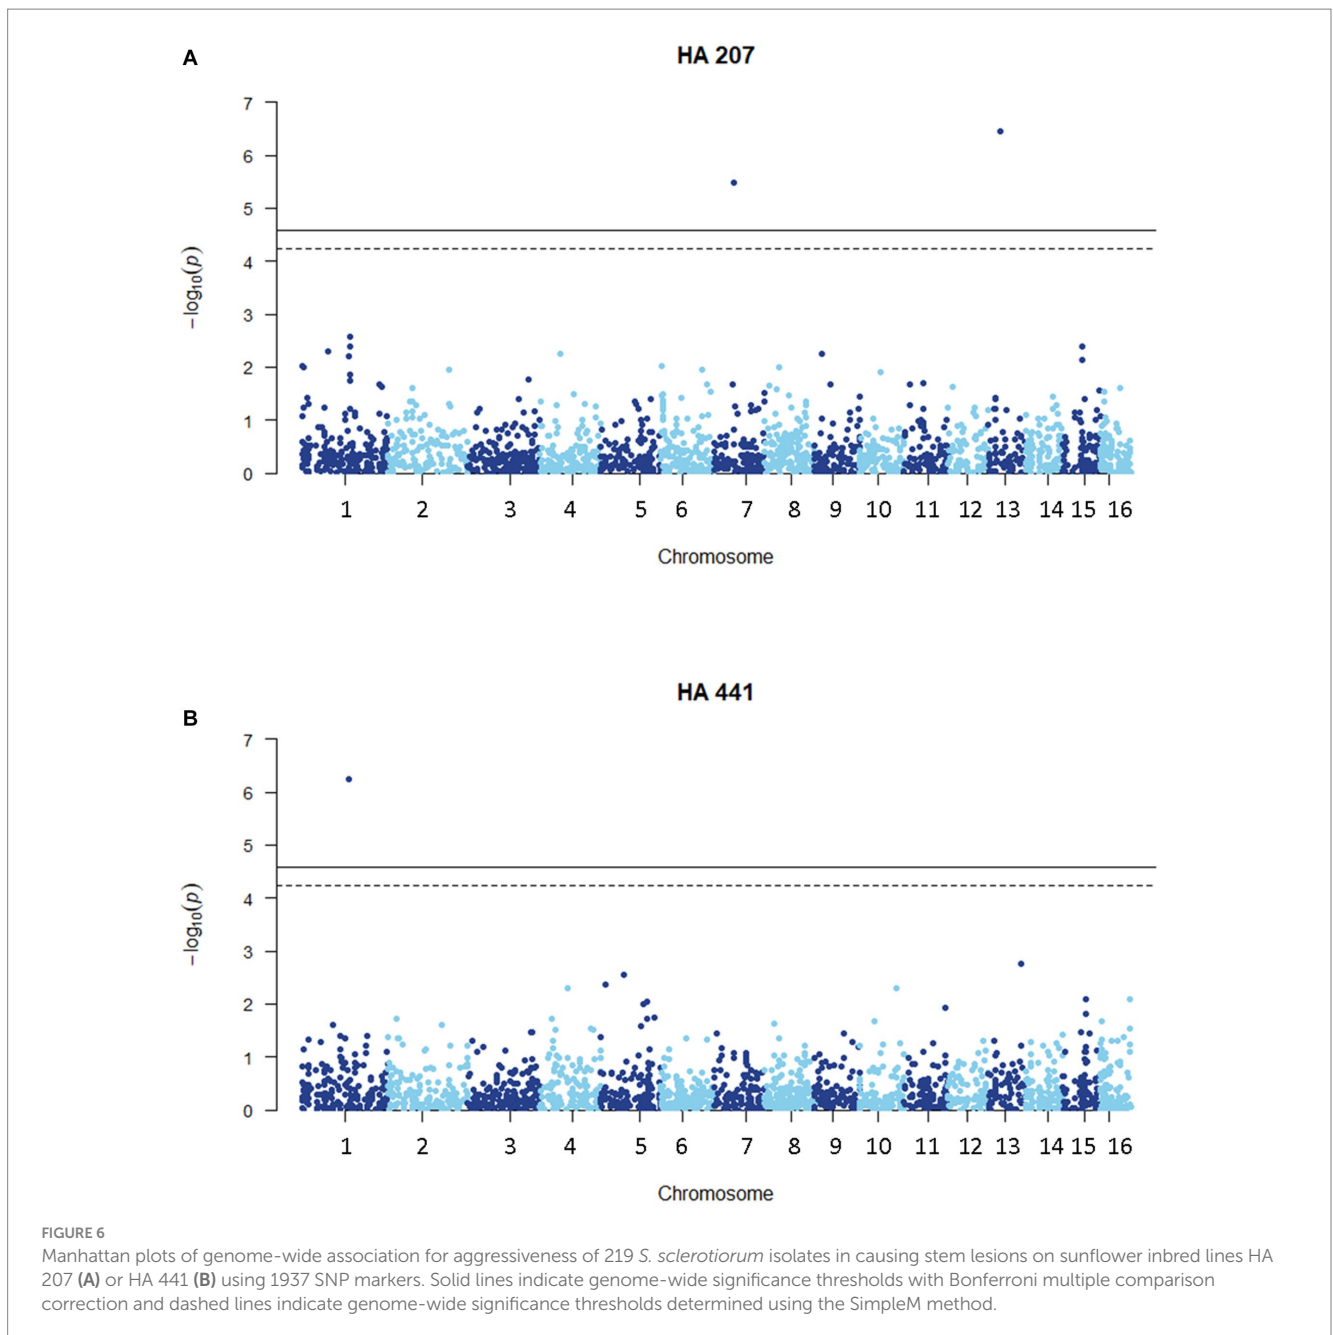 A
HA 207
7
6
5
4
3
2
1
0
−log10(p)
1 2 3 4 5 6 7 8 9 10 11 12 13 14 15 16
Chromosome
HA 441
B
7
6
5
4
3
2
1
0
−log10(p)
1 2 3 4 5 6 7 8 9 10 11 12 13 14 15 16
Chromosome
FIGURE 6
Manhattan plots of genome-wide association for aggressiveness of 219 S. sclerotiorum isolates in causing stem lesions on sunflower inbred lines HA
207 (A) or HA 441 (B) using 1937 SNP markers. Solid lines indicate genome-wide significance thresholds with Bonferroni multiple comparison
correction and dashed lines indicate genome-wide significance thresholds determined using the SimpleM method.